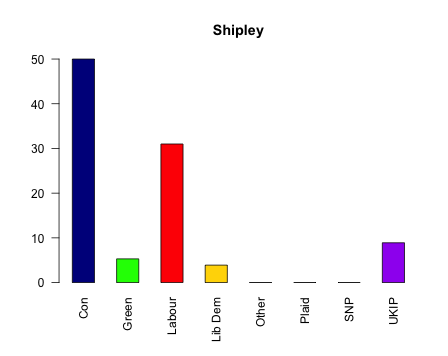 Shipley
50
40
30
20
10
0
Con
Green
Labour
Lib Dem
Other
Plaid
SNP
UKIP